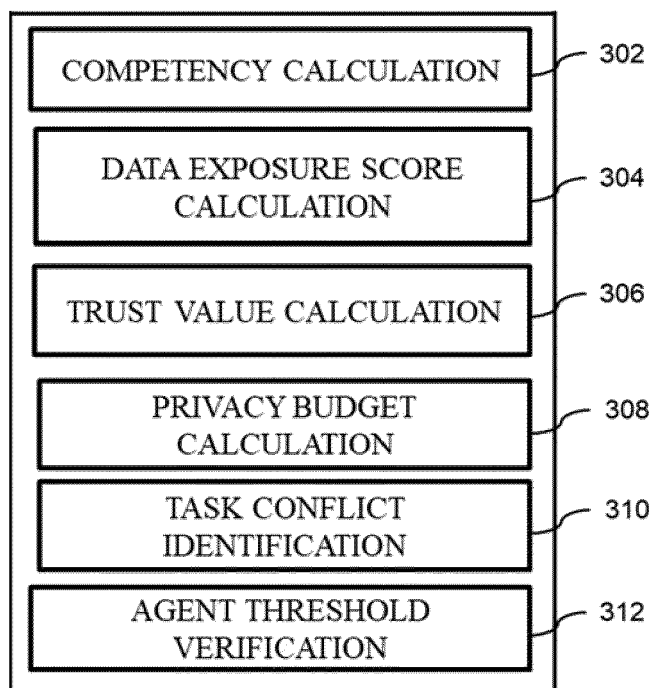 COMPETENCY CALCULATION
302
DATA EXPOSURE SCORE
CALCULATION
304
TRUST VALUE CALCULATION
306
PRIVACY BUDGET
CALCULATION
308
TASK CONFLICT
IDENTIFICATION
310
AGENT THRESHOLD
VERIFICATION
312